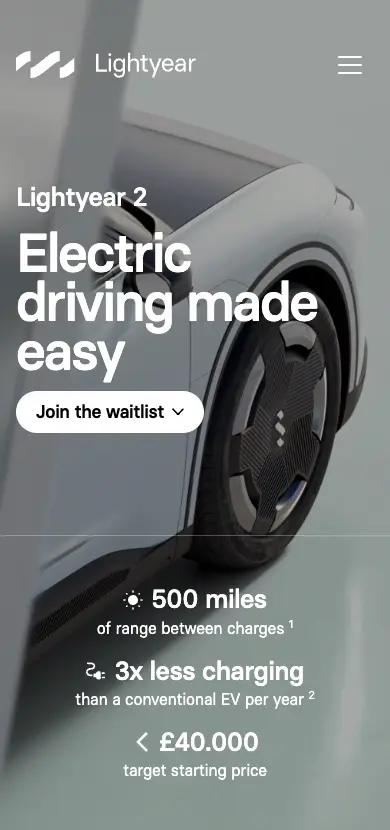 Lightyear
Lightyear 2
Electric
driving made
easy
Join the waitlist
500 miles
of range between charges ¹
3x less charging
than a conventional EV per year ²
< £40.000
target starting price